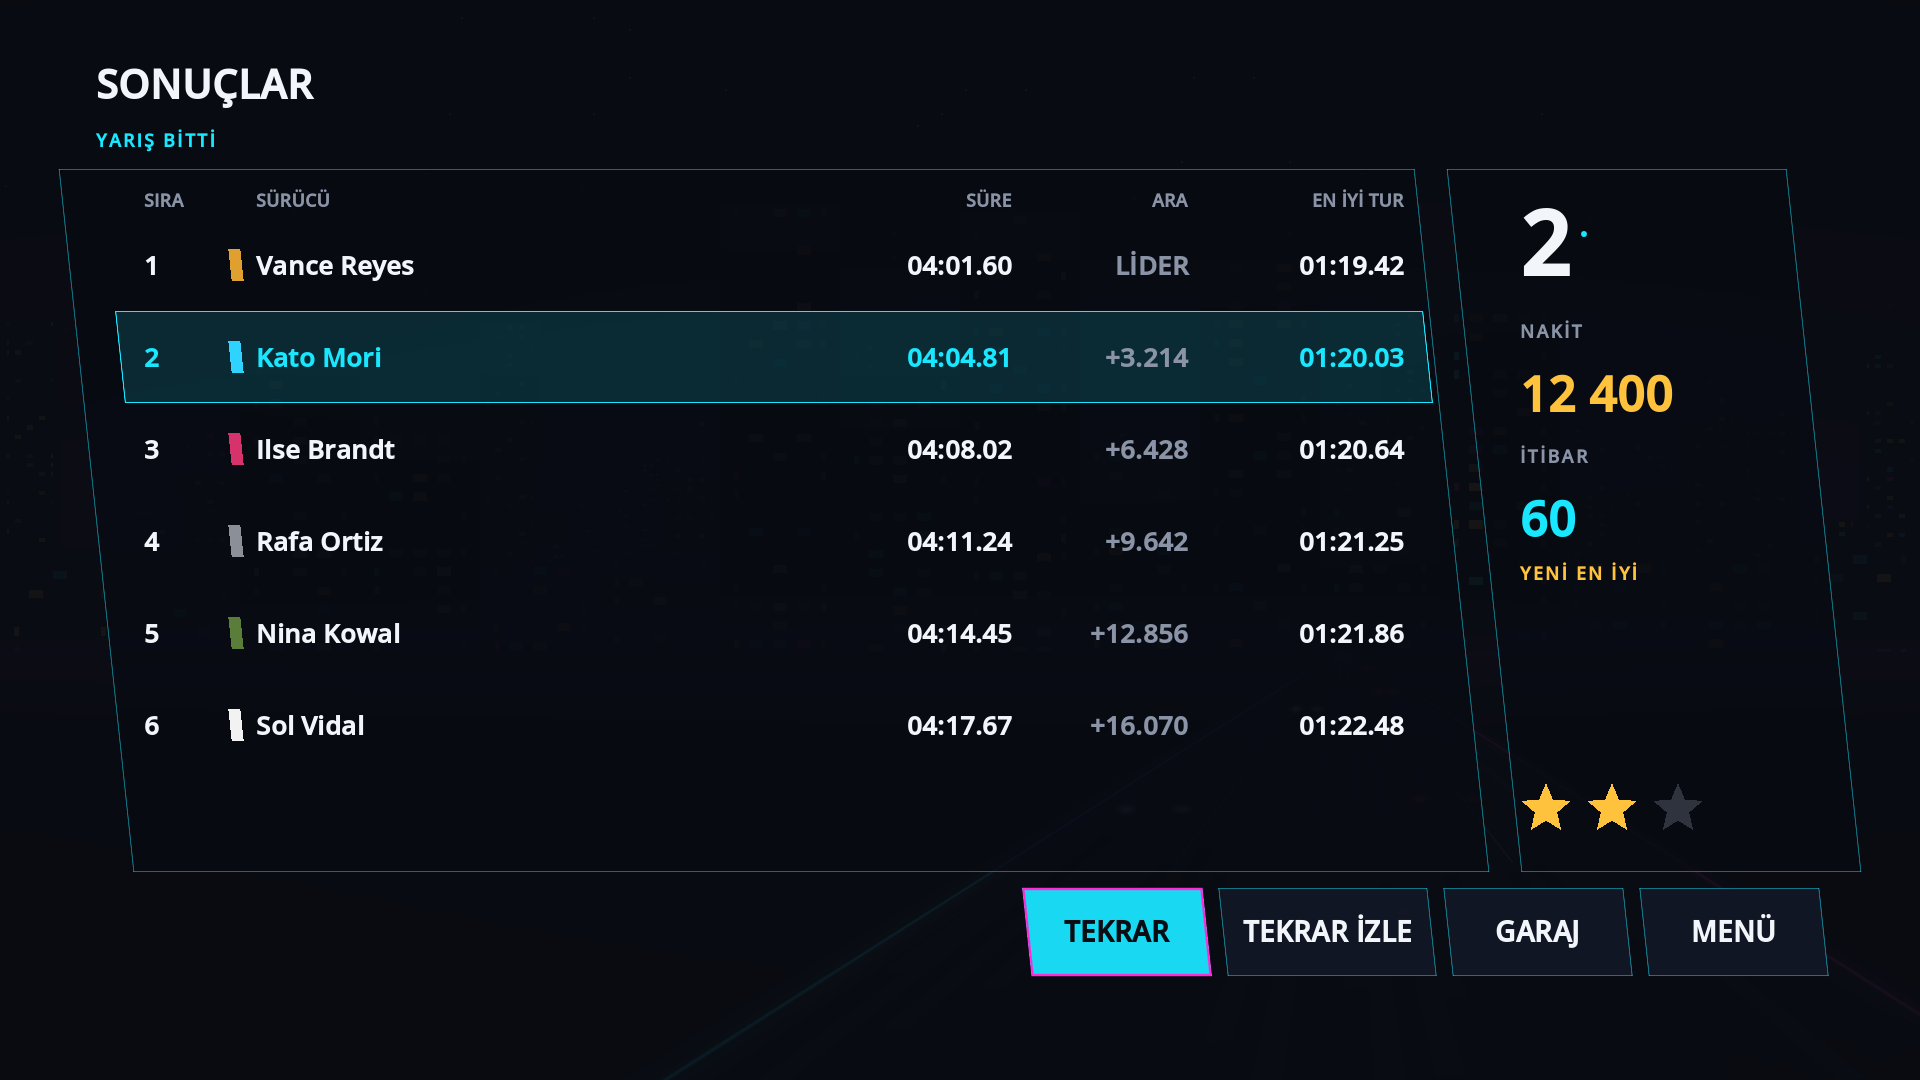 SONUÇLAR
YARIŞ BİTTİ
SIRA SÜRÜCÜ SÜRE ARA EN İYİ TUR
1 Vance Reyes 04:01.60 LİDER 01:19.42
2 Kato Mori 04:04.81 +3.214 01:20.03
3 Ilse Brandt 04:08.02 +6.428 01:20.64
4 Rafa Ortiz 04:11.24 +9.642 01:21.25
5 Nina Kowal 04:14.45 +12.856 01:21.86
6 Sol Vidal 04:17.67 +16.070 01:22.48
2.
NAKİT
12 400
İTİBAR
60
YENİ EN İYİ
TEKRAR TEKRAR İZLE GARAJ MENÜ